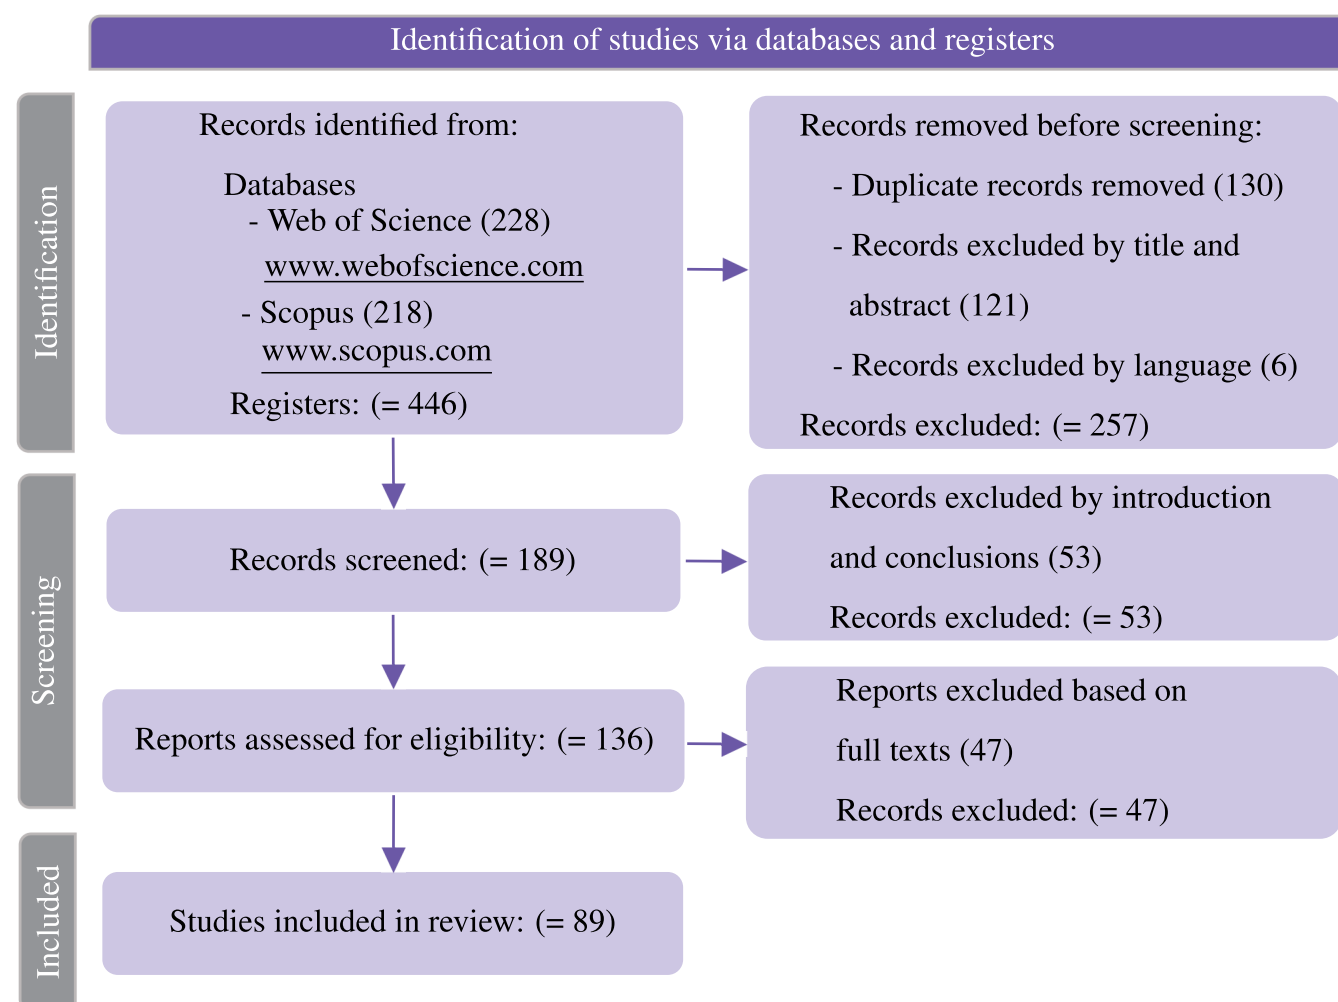 Identification of studies via databases and registers
Identification
Records identified from:
Databases
- Web of Science (228)
www.webofscience.com
- Scopus (218)
www.scopus.com
Registers: (= 446)
Records removed before screening:
- Duplicate records removed (130)
- Records excluded by title and
abstract (121)
- Records excluded by language (6)
Records excluded: (= 257)
Screening
Records screened: (= 189)
Records excluded by introduction
and conclusions (53)
Records excluded: (= 53)
Reports assessed for eligibility: (= 136)
Reports excluded based on
full texts (47)
Records excluded: (= 47)
Included
Studies included in review: (= 89)